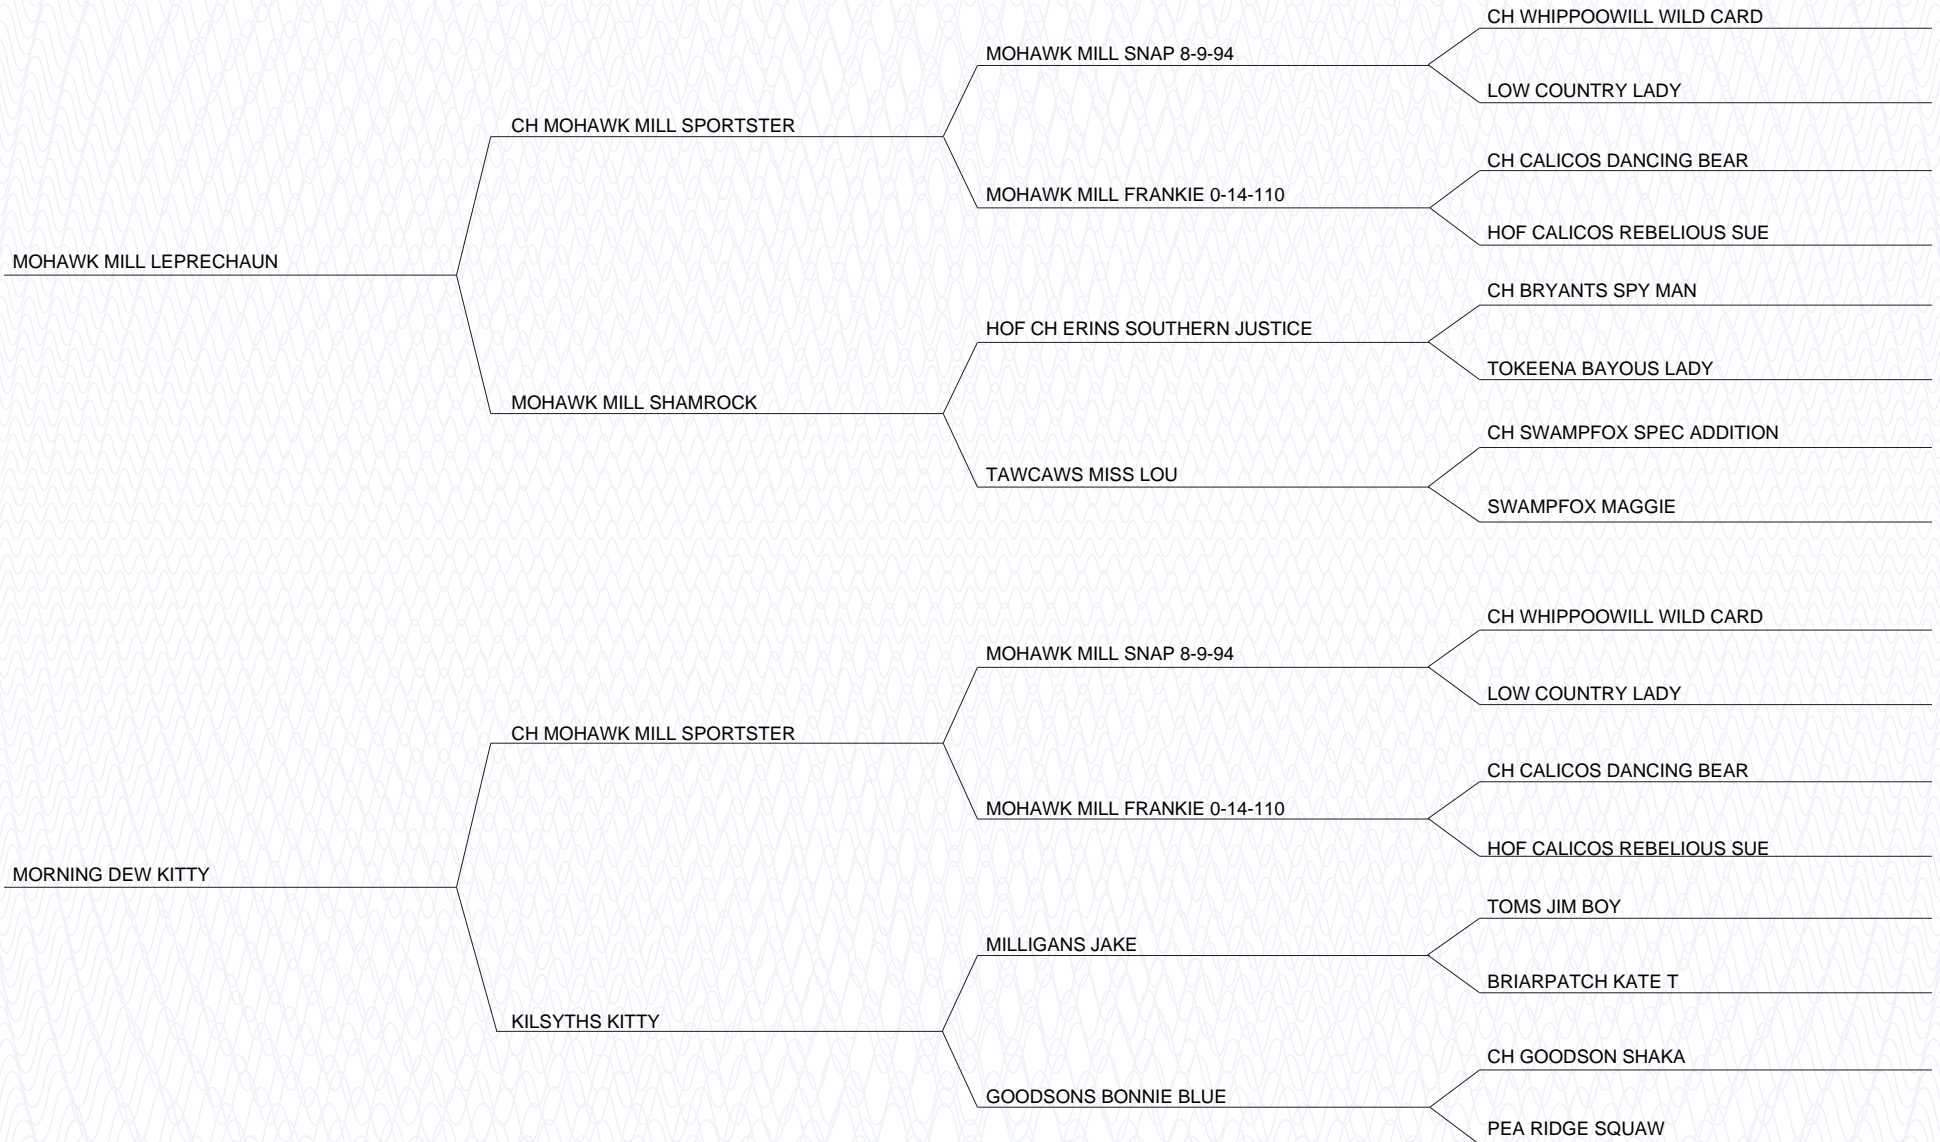 CH WHIPPOOWILL WILD CARD
MOHAWK MILL SNAP 8-9-94
LOW COUNTRY LADY
CH MOHAWK MILL SPORTSTER
CH CALICOS DANCING BEAR
MOHAWK MILL FRANKIE 0-14-110
HOF CALICOS REBELIOUS SUE
MOHAWK MILL LEPRECHAUN
CH BRYANTS SPY MAN
HOF CH ERINS SOUTHERN JUSTICE
TOKEENA BAYOUS LADY
MOHAWK MILL SHAMROCK
CH SWAMPFOX SPEC ADDITION
TAWCAWS MISS LOU
SWAMPFOX MAGGIE
CH WHIPPOOWILL WILD CARD
MOHAWK MILL SNAP 8-9-94
LOW COUNTRY LADY
CH MOHAWK MILL SPORTSTER
CH CALICOS DANCING BEAR
MOHAWK MILL FRANKIE 0-14-110
HOF CALICOS REBELIOUS SUE
MORNING DEW KITTY
TOMS JIM BOY
MILLIGANS JAKE
BRIARPATCH KATE T
KILSYTHS KITTY
CH GOODSON SHAKA
GOODSONS BONNIE BLUE
PEA RIDGE SQUAW